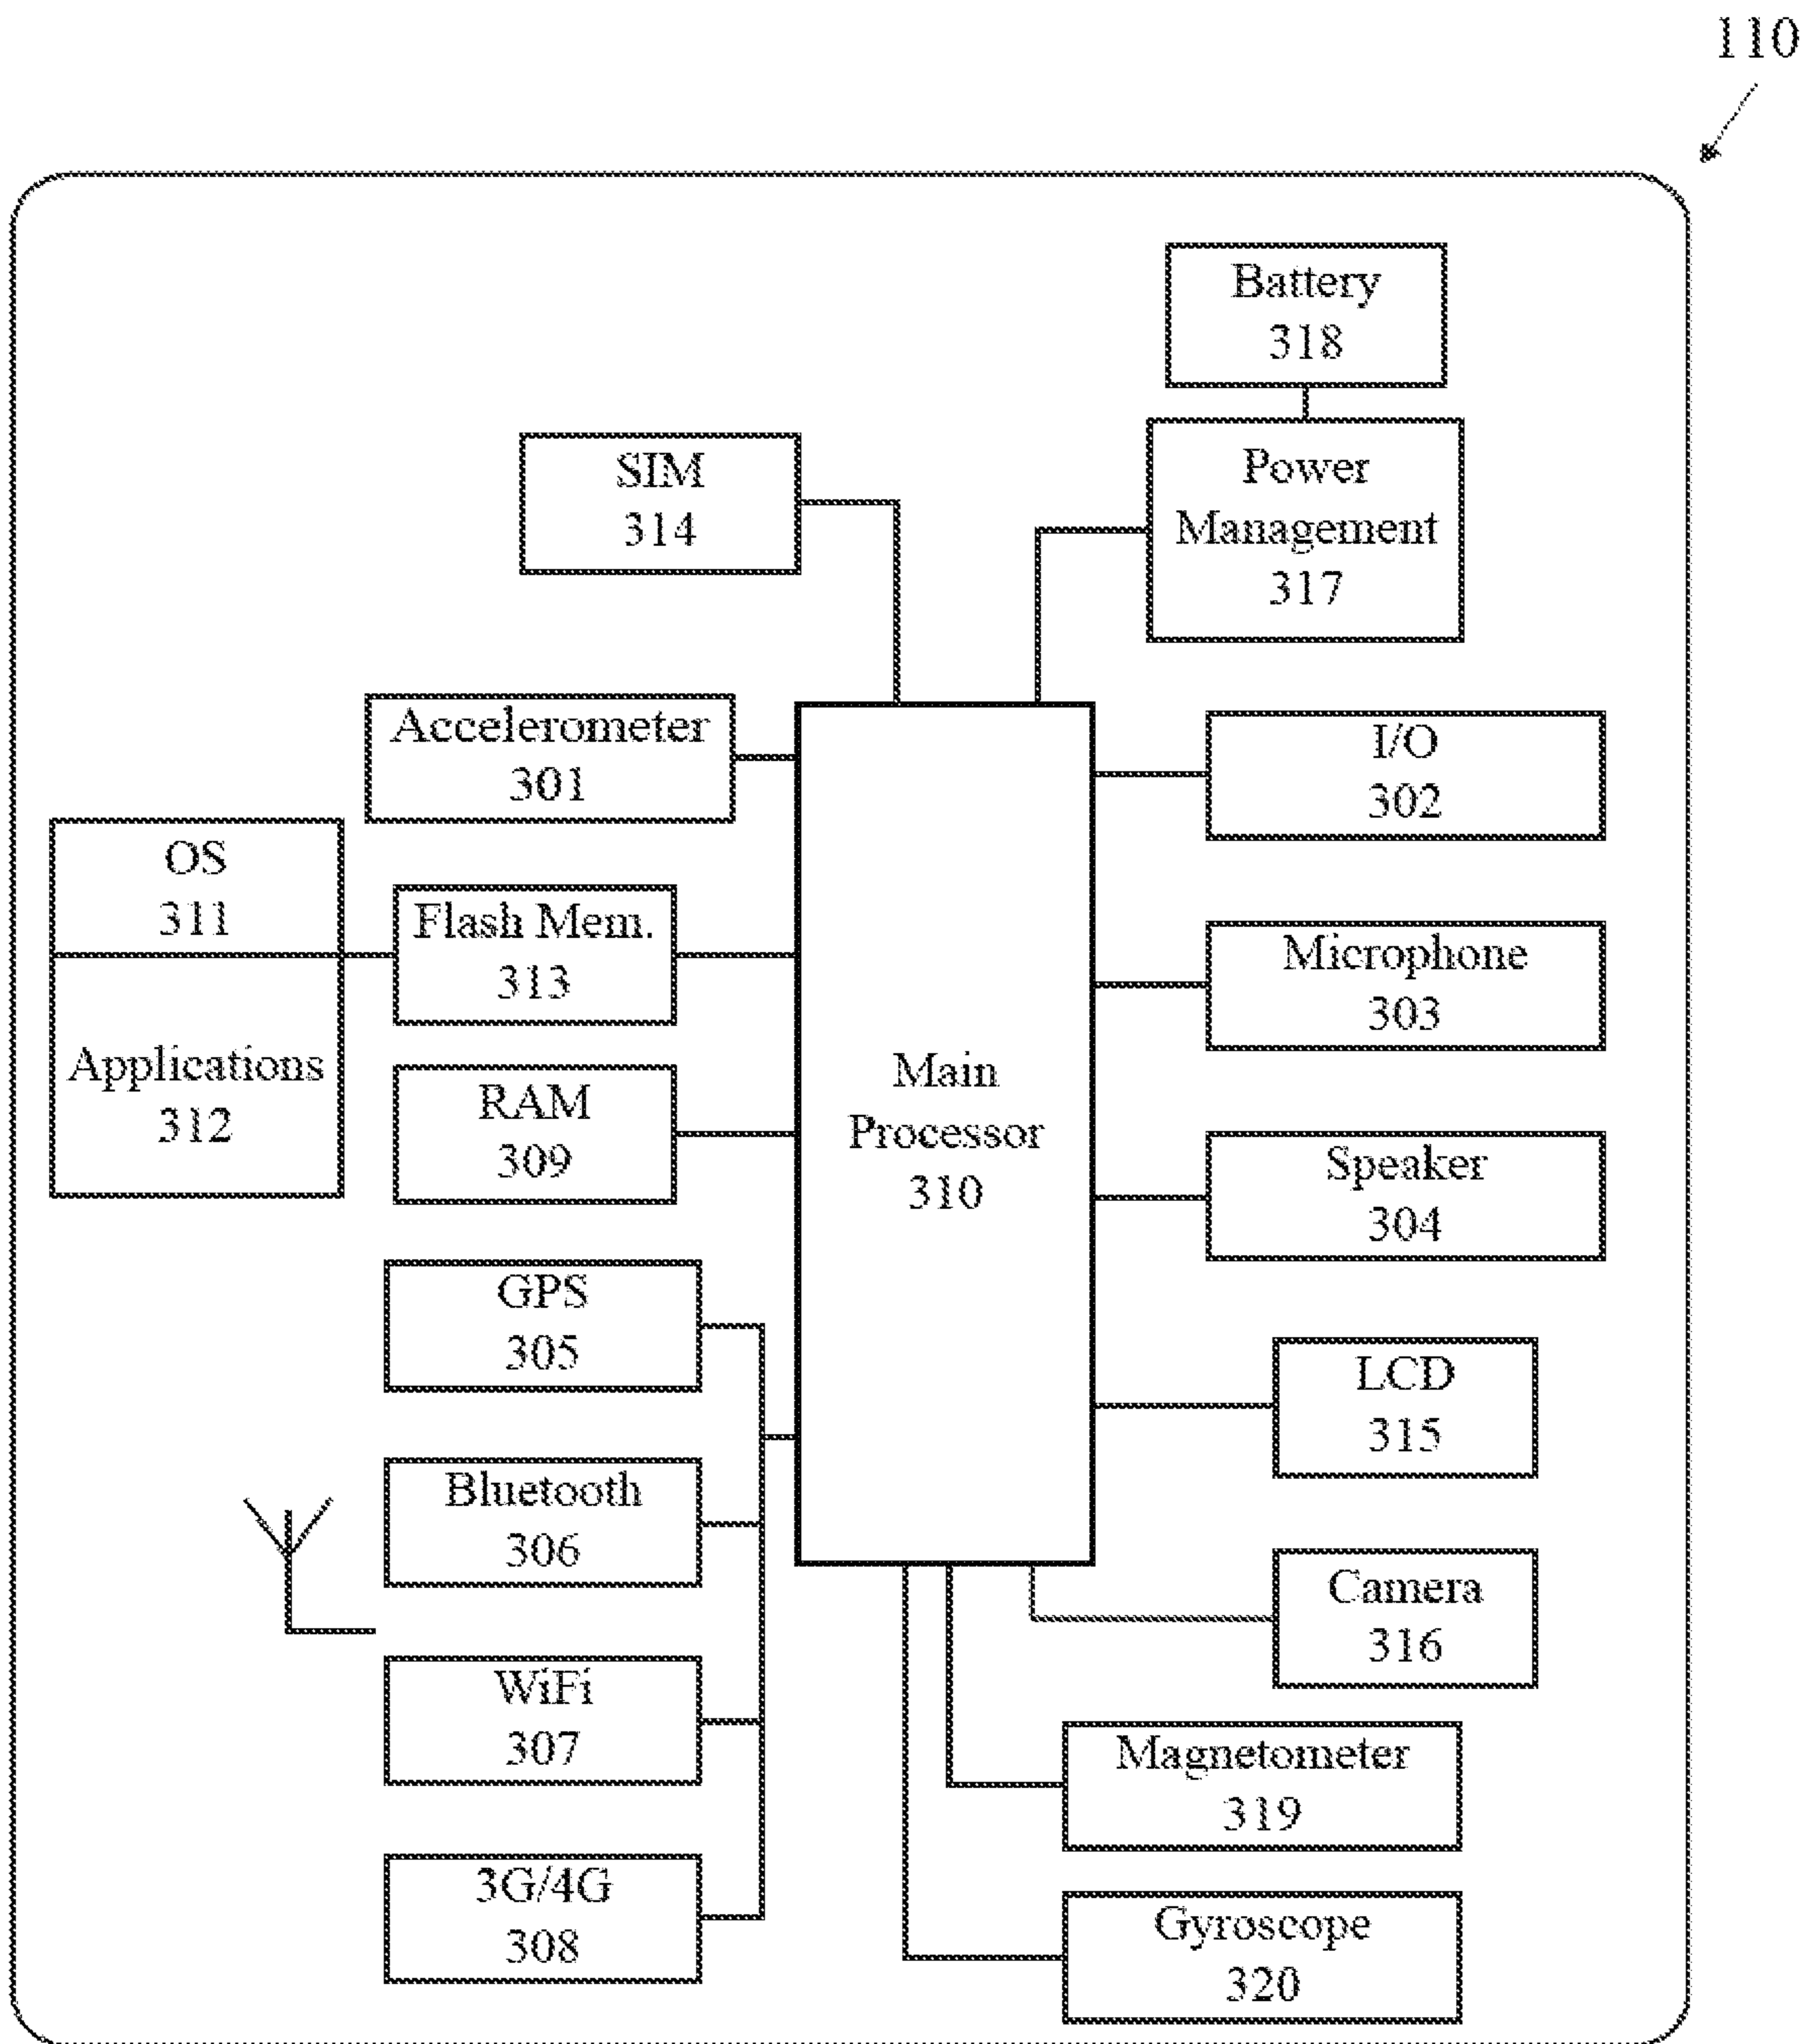 110
Battery
318
SIM
314
Power
Management
317
Accelerometer
301
I/O
302
OS
311
Flash Mem.
313
Microphone
303
Applications
312
RAM
309
Main
Processor
310
Speaker
304
GPS
305
LCD
315
Bluetooth
306
Camera
316
WiFi
307
Magnetometer
319
3G/4G
308
Gyroscope
320